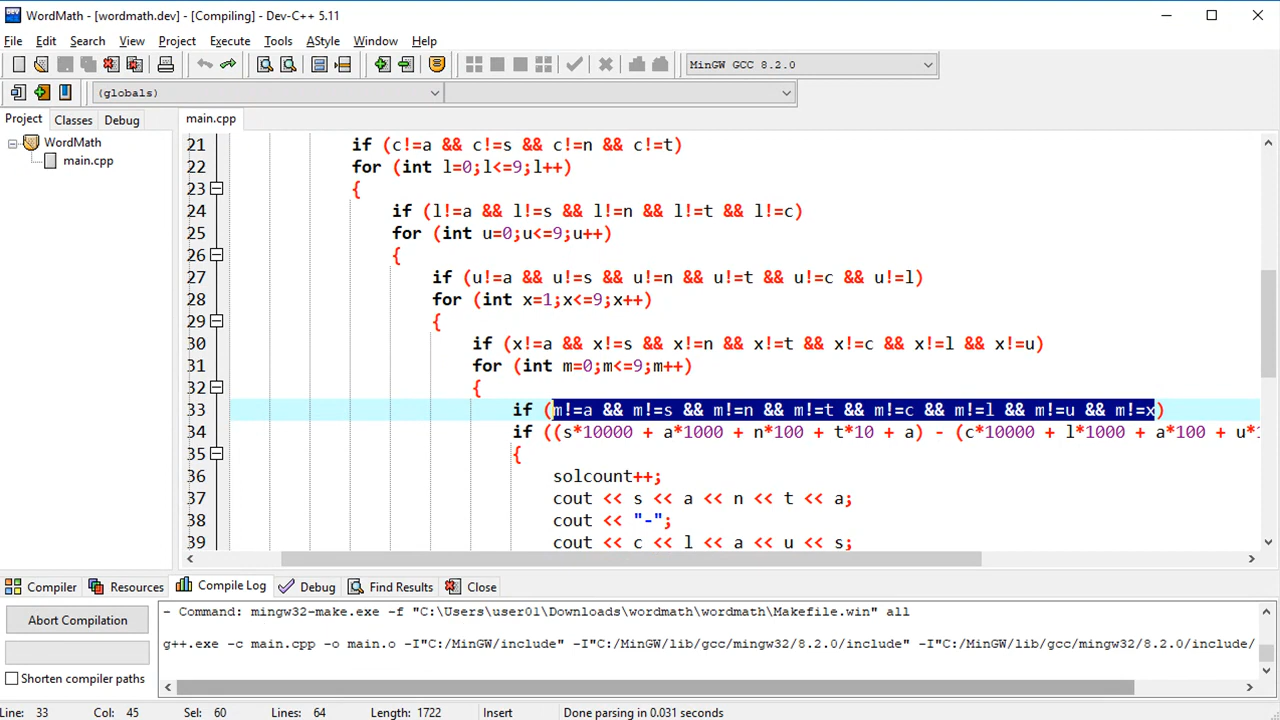 WordMath - [wordmath.dev] - [Compiling] - Dev-C++ 5.11
File Edit Search View Project Execute Tools AStyle Window Help
MinGW GCC 8.2.0
(globals)
Project Classes Debug
main.cpp
WordMath
main.cpp
21 if (c!=a && c!=s && c!=n && c!=t)
22 for (int l=0;l<=9;l++)
23 {
24 if (l!=a && l!=s && l!=n && l!=t && l!=c)
25 for (int u=0;u<=9;u++)
26 {
27 if (u!=a && u!=s && u!=n && u!=t && u!=c && u!=l)
28 for (int x=1;x<=9;x++)
29 {
30 if (x!=a && x!=s && x!=n && x!=t && x!=c && x!=l && x!=u)
31 for (int m=0;m<=9;m++)
32 {
33 if (m!=a && m!=s && m!=n && m!=t && m!=c && m!=l && m!=u && m!=x)
34 if ((s*10000 + a*1000 + n*100 + t*10 + a) - (c*10000 + l*1000 + a*100 + u*1
35 {
36 solcount++;
37 cout << s << a << n << t << a;
38 cout << "-";
39 cout << c << l << a << u << s;
Compiler Resources Compile Log Debug Find Results Close
Abort Compilation
Shorten compiler paths
- Command: mingw32-make.exe -f "C:\Users\user01\Downloads\wordmath\wordmath\Makefile.win" all
g++.exe -c main.cpp -o main.o -I"C:/MinGW/include" -I"C:/MinGW/lib/gcc/mingw32/8.2.0/include" -I"C:/MinGW/lib/gcc/mingw32/8.2.0/include/
Line: 33 Col: 45 Sel: 60 Lines: 64 Length: 1722 Insert Done parsing in 0.031 seconds